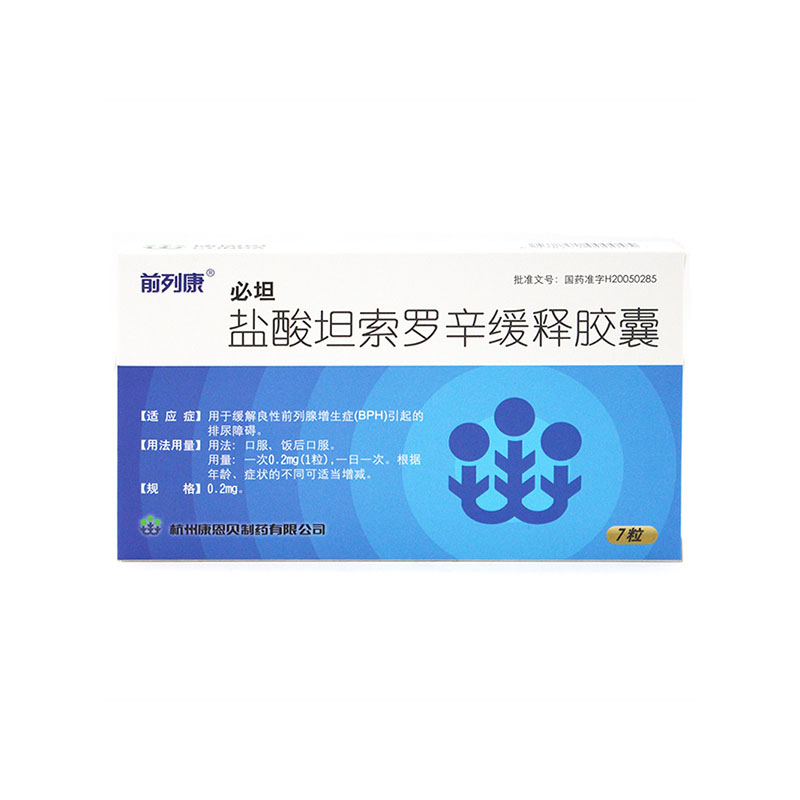 前列康®
批准文号：国药准字H20050285
必坦
盐酸坦索罗辛缓释胶囊
【适 应 症】用于缓解良性前列腺增生症(BPH)引起的
排尿障碍。
【用法用量】用法：口服、饭后口服。
用量：一次0.2mg(1粒)，一日一次。根据
年龄、症状的不同可适当增减。
【规 格】0.2mg。
杭州康恩贝制药有限公司
7粒